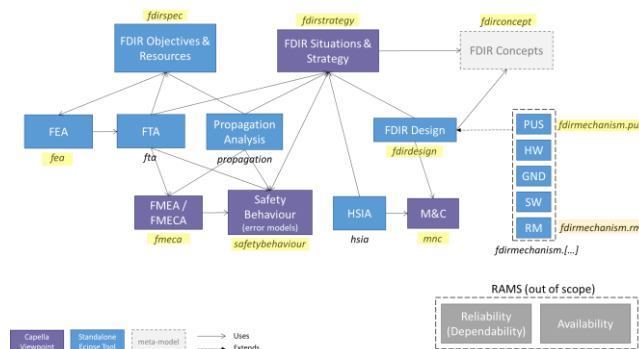 fdirspec
fdirstrategy
fdirconcept
FDIR Objectives &
Resources
FDIR Situations &
Strategy
FDIR Concepts
FEA
FTA
Propagation
Analysis
FDIR Design
PUS
fdirmechanism.pu
fea
fta
propagation
fdirdesign
HW
GND
FMEA /
FMECA
Safety
Behaviour
(error models)
HSIA
M&C
SW
RM
fdirmechanism.rm
fmeca
safetybehaviour
hsia
mnc
fdirmechanism.[...]
RAMS (out of scope)
Reliability
(Dependability)
Availability
Capella
Viewpoint
Standalone
Ecipse Tool
meta-model
Uses
Extends